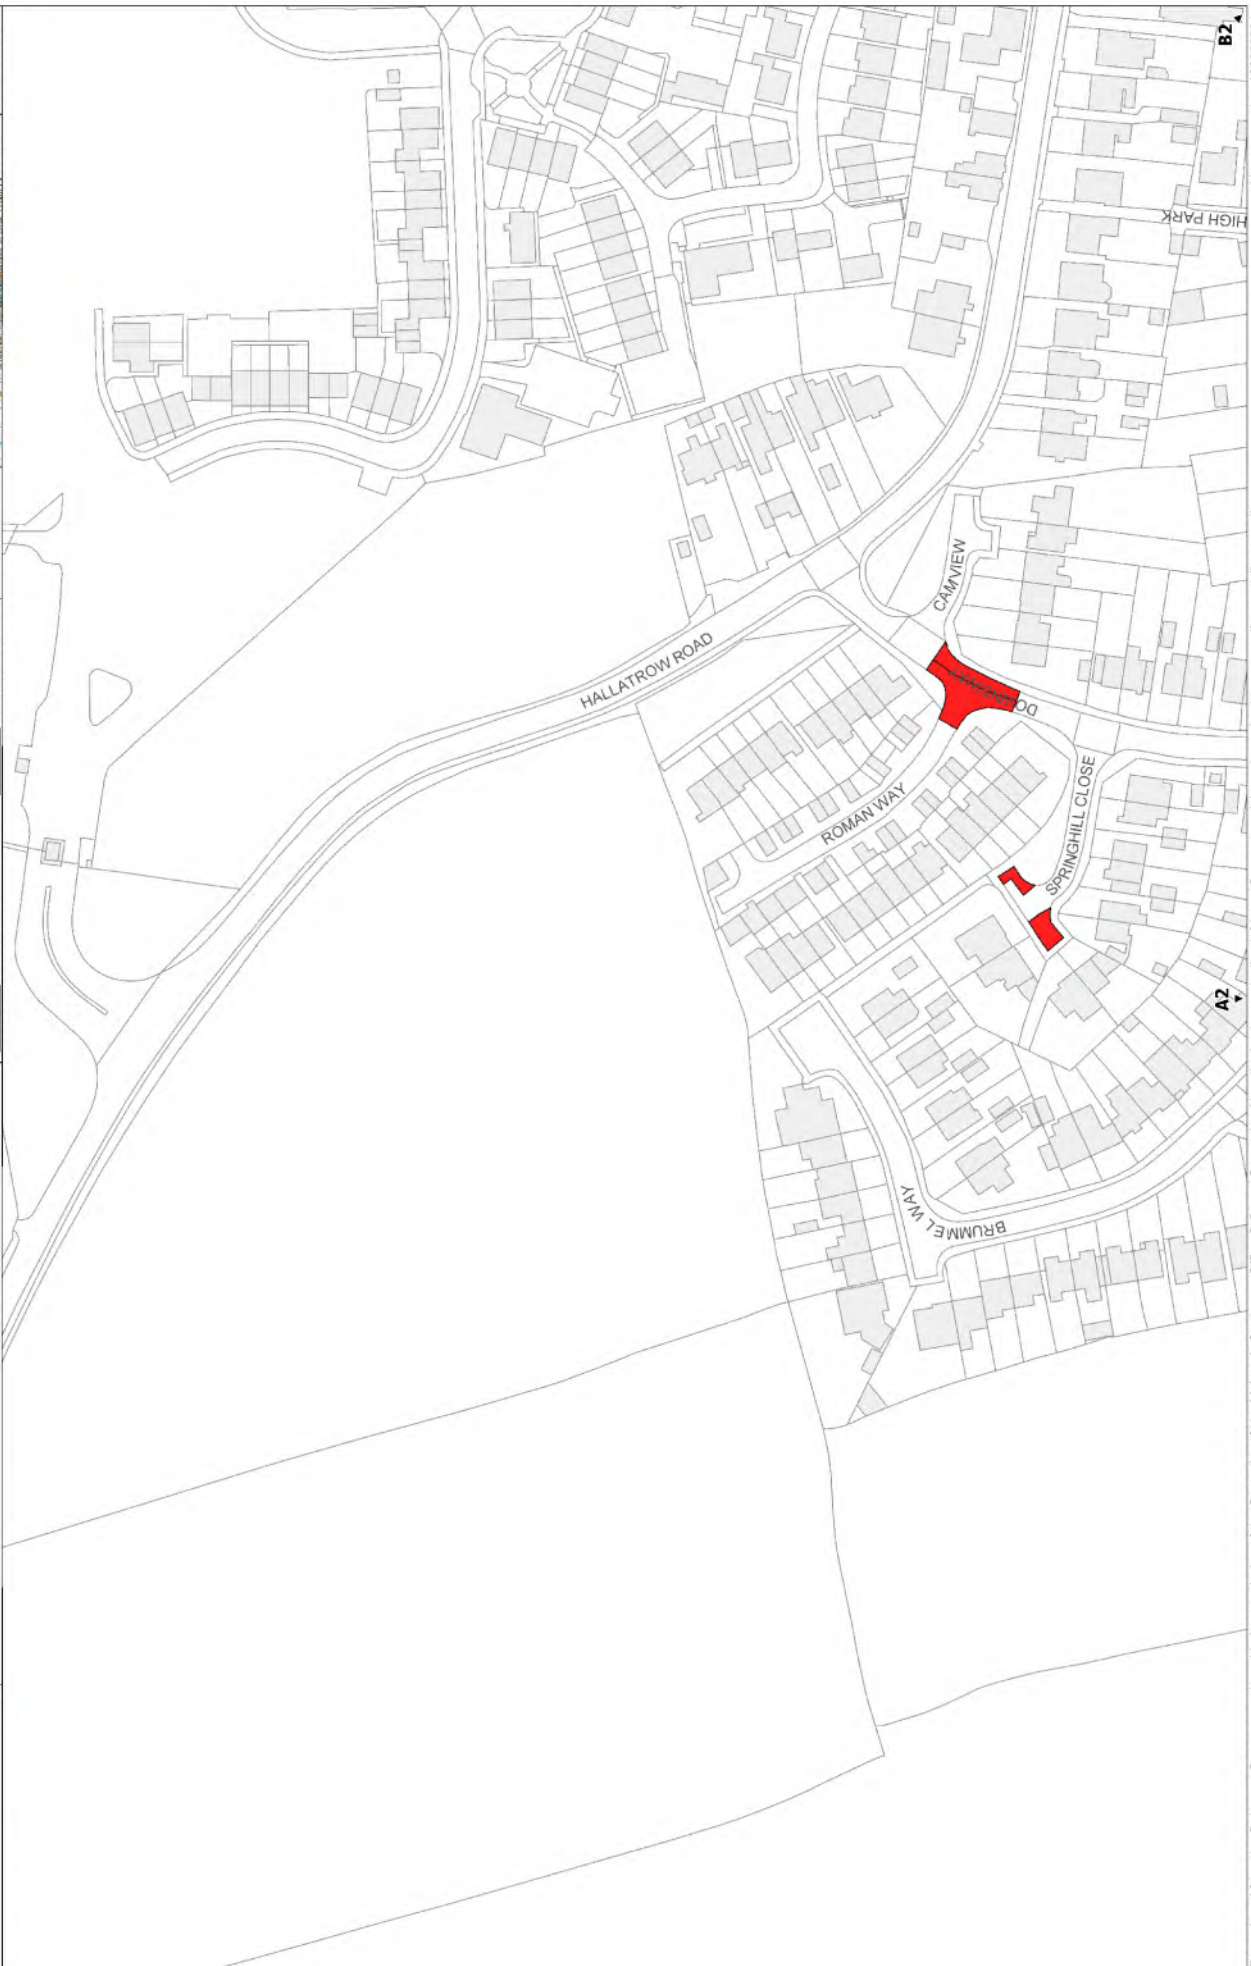 B2
HIGH PARK
CAMVIEW
HALLATROW ROAD
ROMAN WAY
SPRINGHILL CLOSE
A2
BRUMMEL WAY